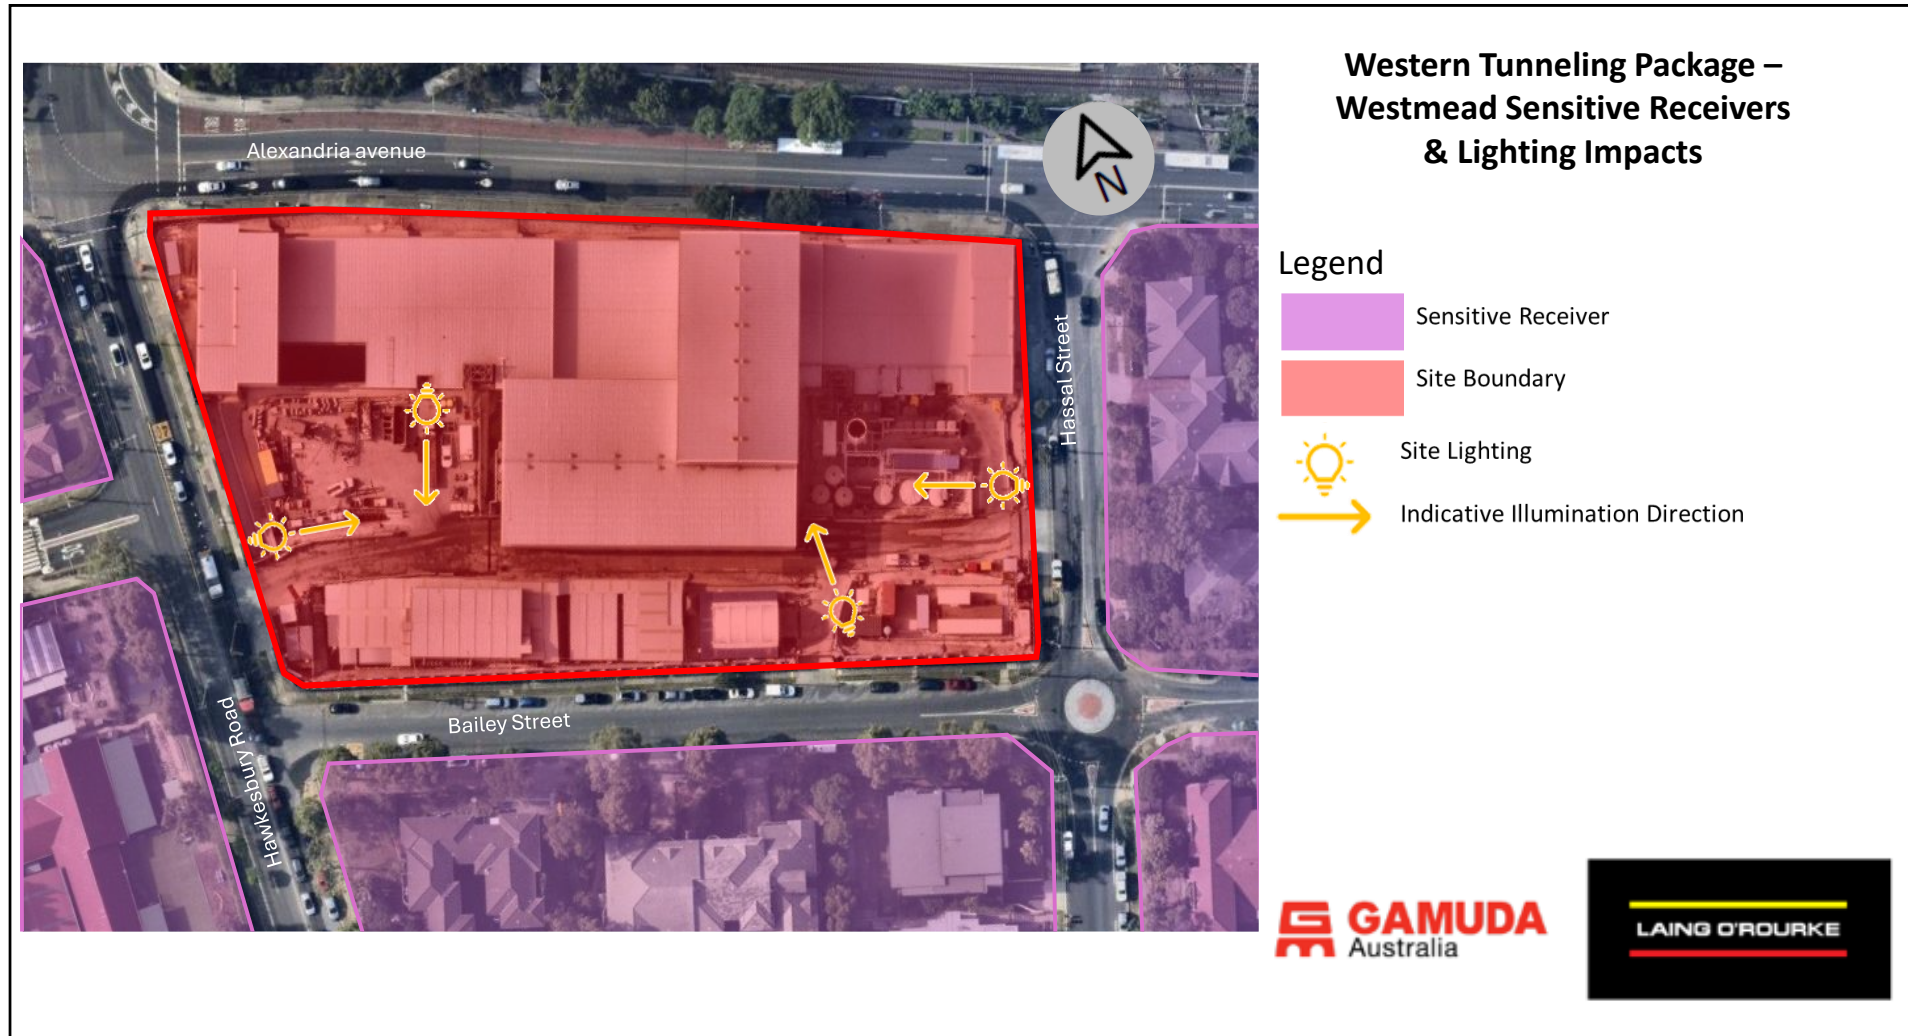 Western Tunneling Package –
Westmead Sensitive Receivers
& Lighting Impacts
Alexandria avenue
N
Hassal Street
Hawkesbury Road
Bailey Street
Legend
Sensitive Receiver
Site Boundary
Site Lighting
Indicative Illumination Direction
GAMUDA
Australia
LAING O'ROURKE